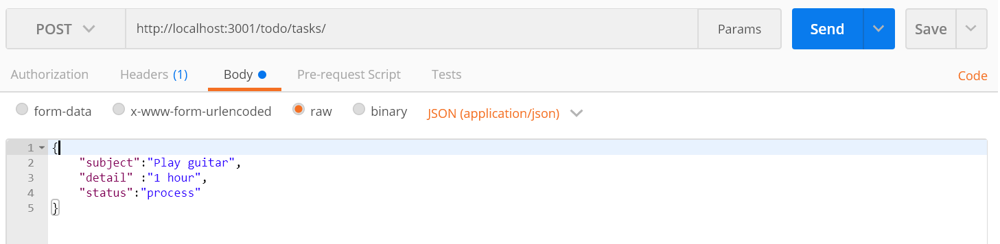 POST http://localhost:3001/todo/tasks/ Params Send Save
Authorization Headers (1) Body Pre-request Script Tests Code
form-data x-www-form-urlencoded raw binary JSON (application/json)
1 {
2 "subject":"Play guitar",
3 "detail" :"1 hour",
4 "status":"process"
5 }